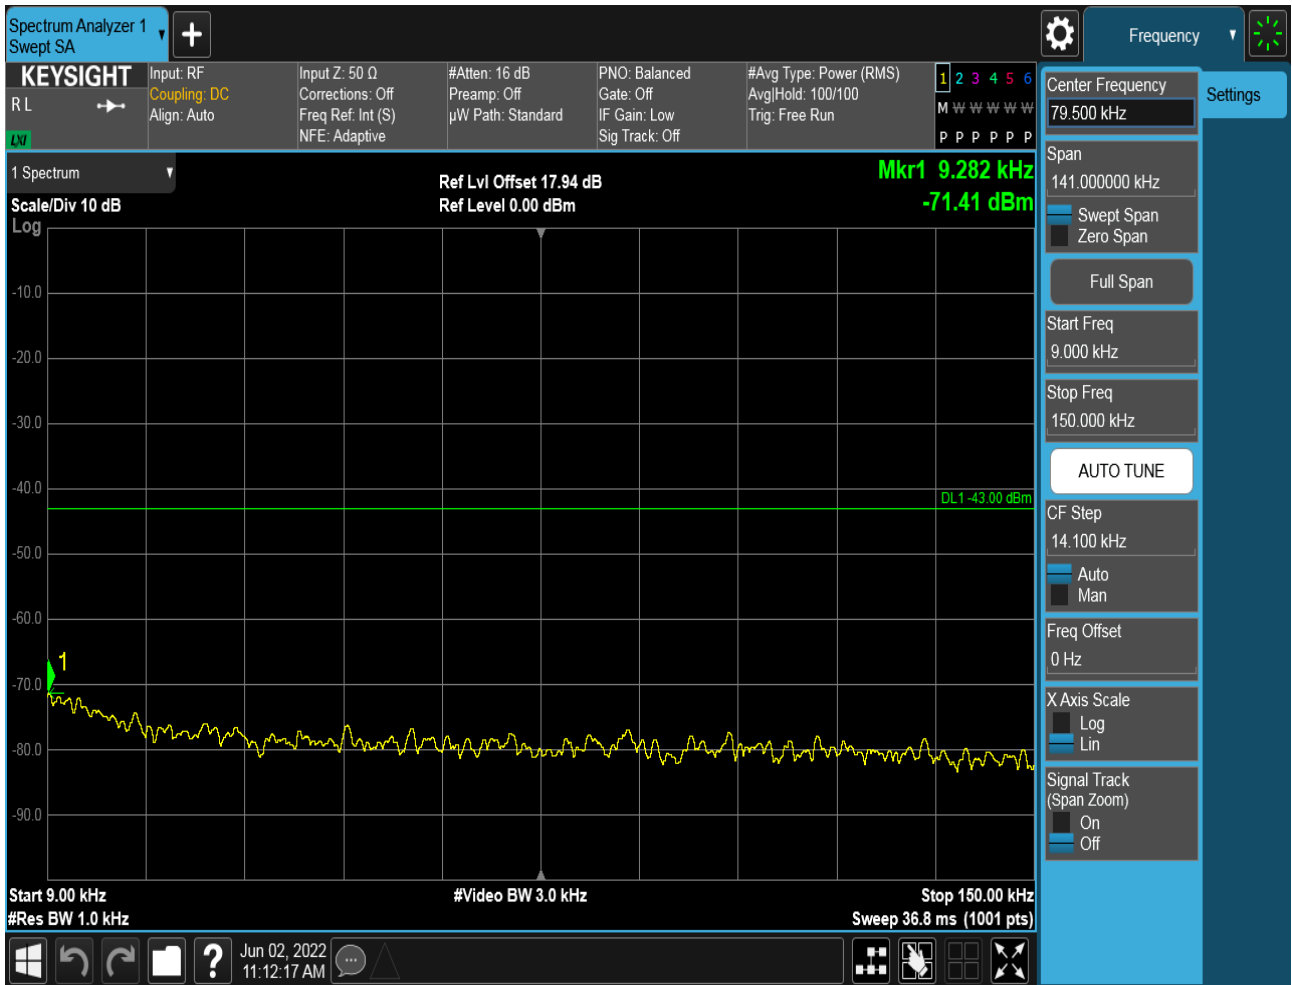 Spectrum Analyzer 1
Swept SA
Frequency
KEYSIGHT
R L
LXI
Input: RF
Coupling: DC
Align: Auto
Input Z: 50 Ω
Corrections: Off
Freq Ref: Int (S)
NFE: Adaptive
#Atten: 16 dB
Preamp: Off
µW Path: Standard
PNO: Balanced
Gate: Off
IF Gain: Low
Sig Track: Off
#Avg Type: Power (RMS)
Avg|Hold: 100/100
Trig: Free Run
1 2 3 4 5 6
M W W W W W
P P P P P P
1 Spectrum
Scale/Div 10 dB
Log
Ref Lvl Offset 17.94 dB
Ref Level 0.00 dBm
Mkr1 9.282 kHz
-71.41 dBm
-10.0
-20.0
-30.0
-40.0
DL1 -43.00 dBm
-50.0
-60.0
1
-70.0
-80.0
-90.0
Start 9.00 kHz
#Video BW 3.0 kHz
Stop 150.00 kHz
#Res BW 1.0 kHz
Sweep 36.8 ms (1001 pts)
Jun 02, 2022
11:12:17 AM
Center Frequency
79.500 kHz
Settings
Span
141.000000 kHz
Swept Span
Zero Span
Full Span
Start Freq
9.000 kHz
Stop Freq
150.000 kHz
AUTO TUNE
CF Step
14.100 kHz
Auto
Man
Freq Offset
0 Hz
X Axis Scale
Log
Lin
Signal Track
(Span Zoom)
On
Off